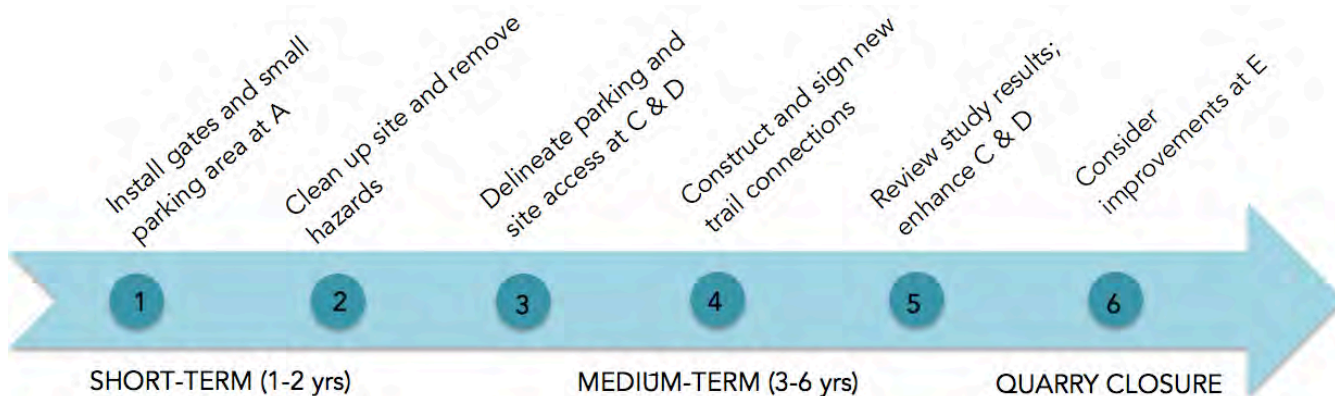 Install gates and small
parking area at A
Clean up site and remove
hazards
Delineate parking and
site access at C & D
Construct and sign new
trail connections
Review study results;
enhance C & D
Consider
improvements at E
1
2
3
4
5
6
SHORT-TERM (1-2 yrs)
MEDIUM-TERM (3-6 yrs)
QUARRY CLOSURE